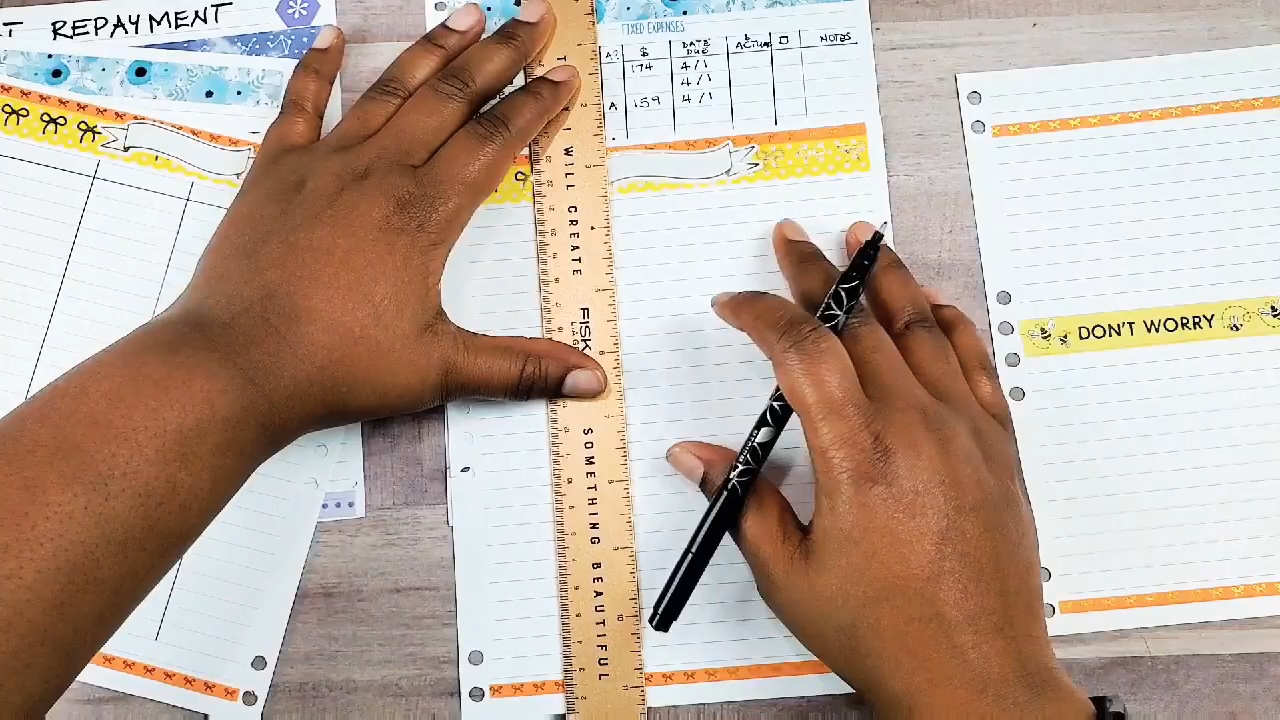 T REPAYMENT
FIXED EXPENSES
A? $ DATE DUE $ ACTUAL NOTES
174 4/1
4/1
A 159 4/1
I WILL CREATE
FISK
SOMETHING BEAUTIFUL
DON'T WORRY